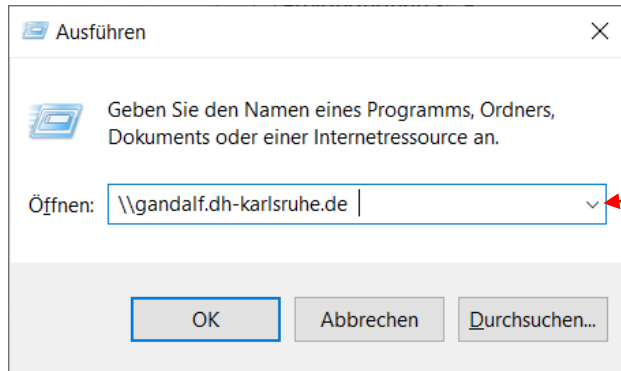 Ausführen
Geben Sie den Namen eines Programms, Ordners,
Dokuments oder einer Internetressource an.
Öffnen: \\gandalf.dh-karlsruhe.de
OK Abbrechen Durchsuchen...